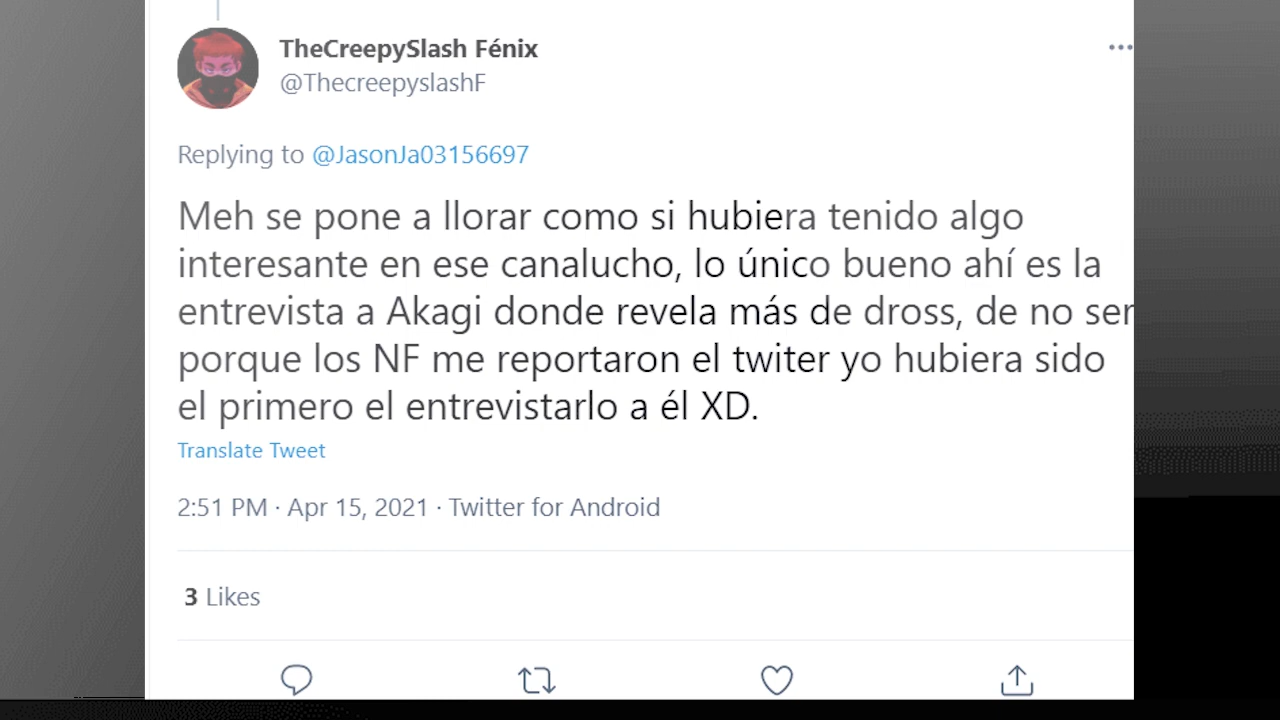 TheCreepySlash Fénix
@ThecreepyslashF
Replying to @JasonJa03156697
Meh se pone a llorar como si hubiera tenido algo
interesante en ese canalucho, lo único bueno ahí es la
entrevista a Akagi donde revela más de dross, de no ser
porque los NF me reportaron el twiter yo hubiera sido
el primero el entrevistarlo a él XD.
Translate Tweet
2:51 PM · Apr 15, 2021 · Twitter for Android
3 Likes